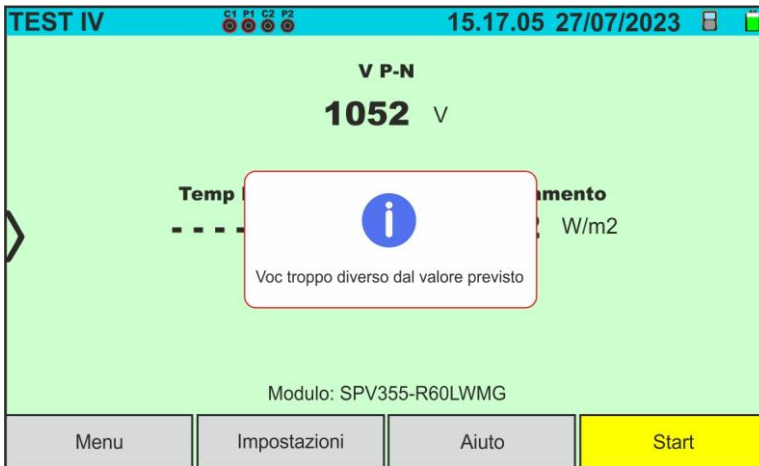 TEST IV C1 P1 C2 P2 15.17.05 27/07/2023
V P-N
1052 V
Temp
- - - - W/m2
Voc troppo diverso dal valore previsto
Modulo: SPV355-R60LWMG
Menu Impostazioni Aiuto Start